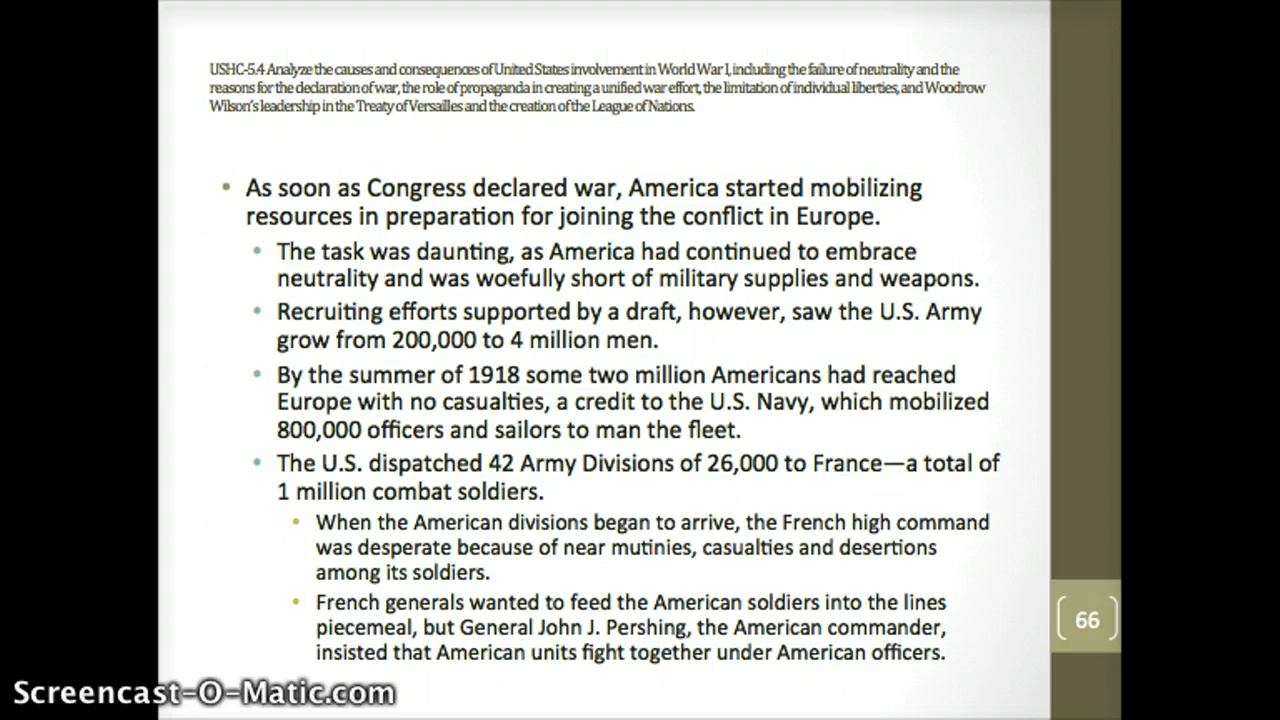 USHC-5.4 Analyze the causes and consequences of United States involvement in World War I, including the failure of neutrality and the
reasons for the declaration of war, the role of propaganda in creating a unified war effort, the limitation of individual liberties, and Woodrow
Wilson's leadership in the Treaty of Versailles and the creation of the League of Nations.
• As soon as Congress declared war, America started mobilizing
resources in preparation for joining the conflict in Europe.
• The task was daunting, as America had continued to embrace
neutrality and was woefully short of military supplies and weapons.
• Recruiting efforts supported by a draft, however, saw the U.S. Army
grow from 200,000 to 4 million men.
• By the summer of 1918 some two million Americans had reached
Europe with no casualties, a credit to the U.S. Navy, which mobilized
800,000 officers and sailors to man the fleet.
• The U.S. dispatched 42 Army Divisions of 26,000 to France—a total of
1 million combat soldiers.
• When the American divisions began to arrive, the French high command
was desperate because of near mutinies, casualties and desertions
among its soldiers.
• French generals wanted to feed the American soldiers into the lines
piecemeal, but General John J. Pershing, the American commander,
insisted that American units fight together under American officers.
66
Screencast-O-Matic.com